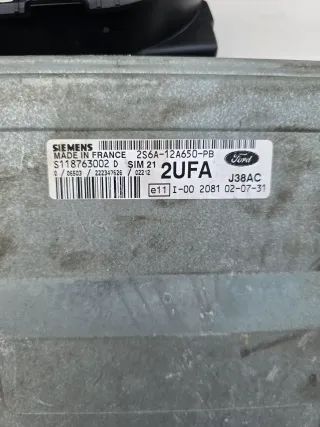 SIEMENS
MADE IN FRANCE 2S6A-12A650-PB
S118763002 D SIM 21 Ford
0 / 06503 / 222347626 / 02212 2UFA J38AC
e11 I-00 2081 02-07-31